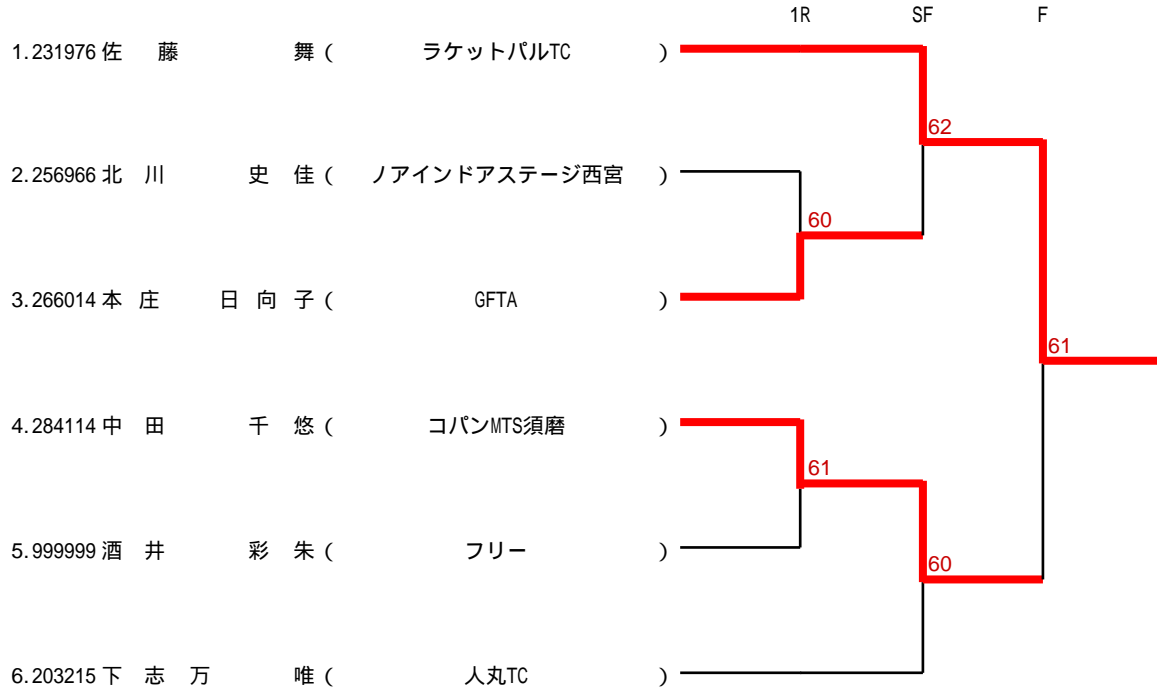 1R SF F
1.231976 佐 藤 舞 ( ラケットパルTC )
62
2.256966 北 川 史 佳 ( ノアインドアステージ西宮 )
60
3.266014 本 庄 日 向 子 ( GFTA )
61
4.284114 中 田 千 悠 ( コパンMTS須磨 )
61
5.999999 酒 井 彩 朱 ( フリー )
60
6.203215 下 志 万 唯 ( 人丸TC )